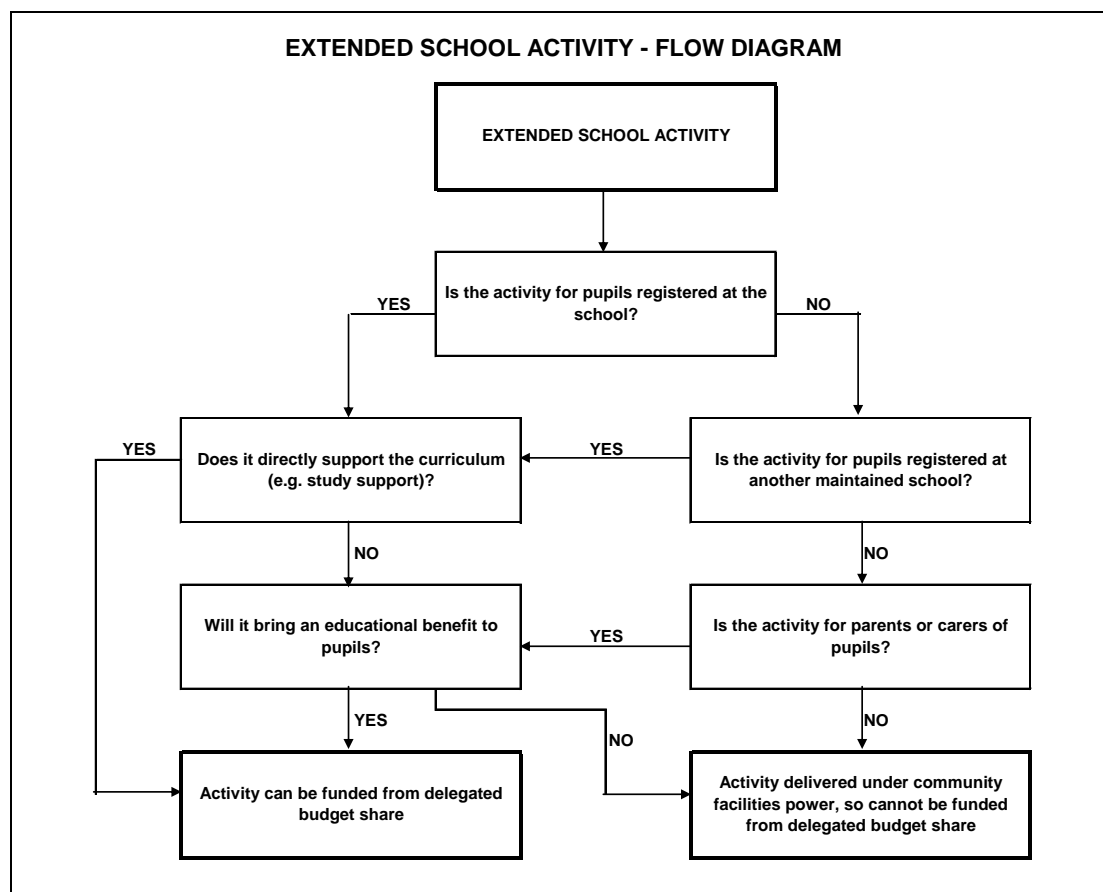 EXTENDED SCHOOL ACTIVITY - FLOW DIAGRAM
EXTENDED SCHOOL ACTIVITY
Is the activity for pupils registered at the
school?
YES
NO
Does it directly support the curriculum
(e.g. study support)?
YES
YES
Is the activity for pupils registered at
another maintained school?
NO
NO
Will it bring an educational benefit to
pupils?
YES
Is the activity for parents or carers of
pupils?
YES
NO
NO
Activity can be funded from delegated
budget share
Activity delivered under community
facilities power, so cannot be funded
from delegated budget share